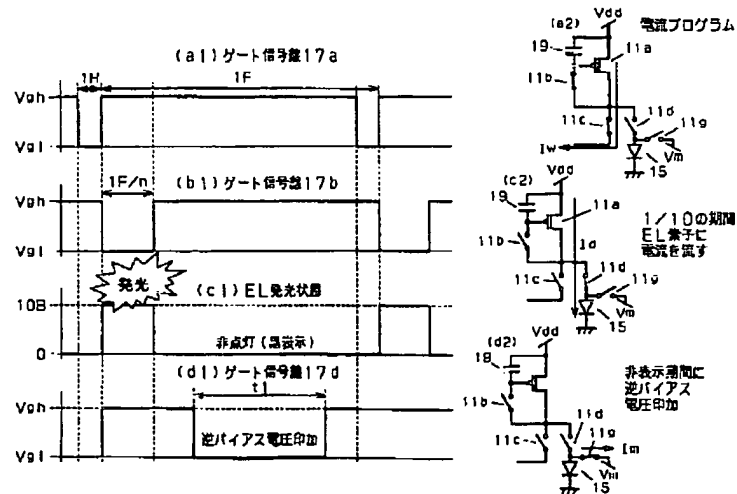 (a1)ゲート信号線17a
1H
1F
Vgh
Vgl
(b1)ゲート信号線17b
1F/n
Vgh
Vgl
発光
(c1)EL発光状態
10B
0
非点灯(黒表示)
(d1)ゲート信号線17d
t1
Vgh
Vgl
逆バイアス電圧印加
(a2)
Vdd
電流プログラム
19
11a
11b
11c
11d
11g
Iw
Vm
15
(c2)
Vdd
19
11a
11b
Id
11c
11d
11g
Vm
15
1/10の期間
EL素子に
電流を流す
(d2)
Vdd
18
11b
11c
11d
11g
Im
Vm
15
非表示期間に
逆バイアス
電圧印加